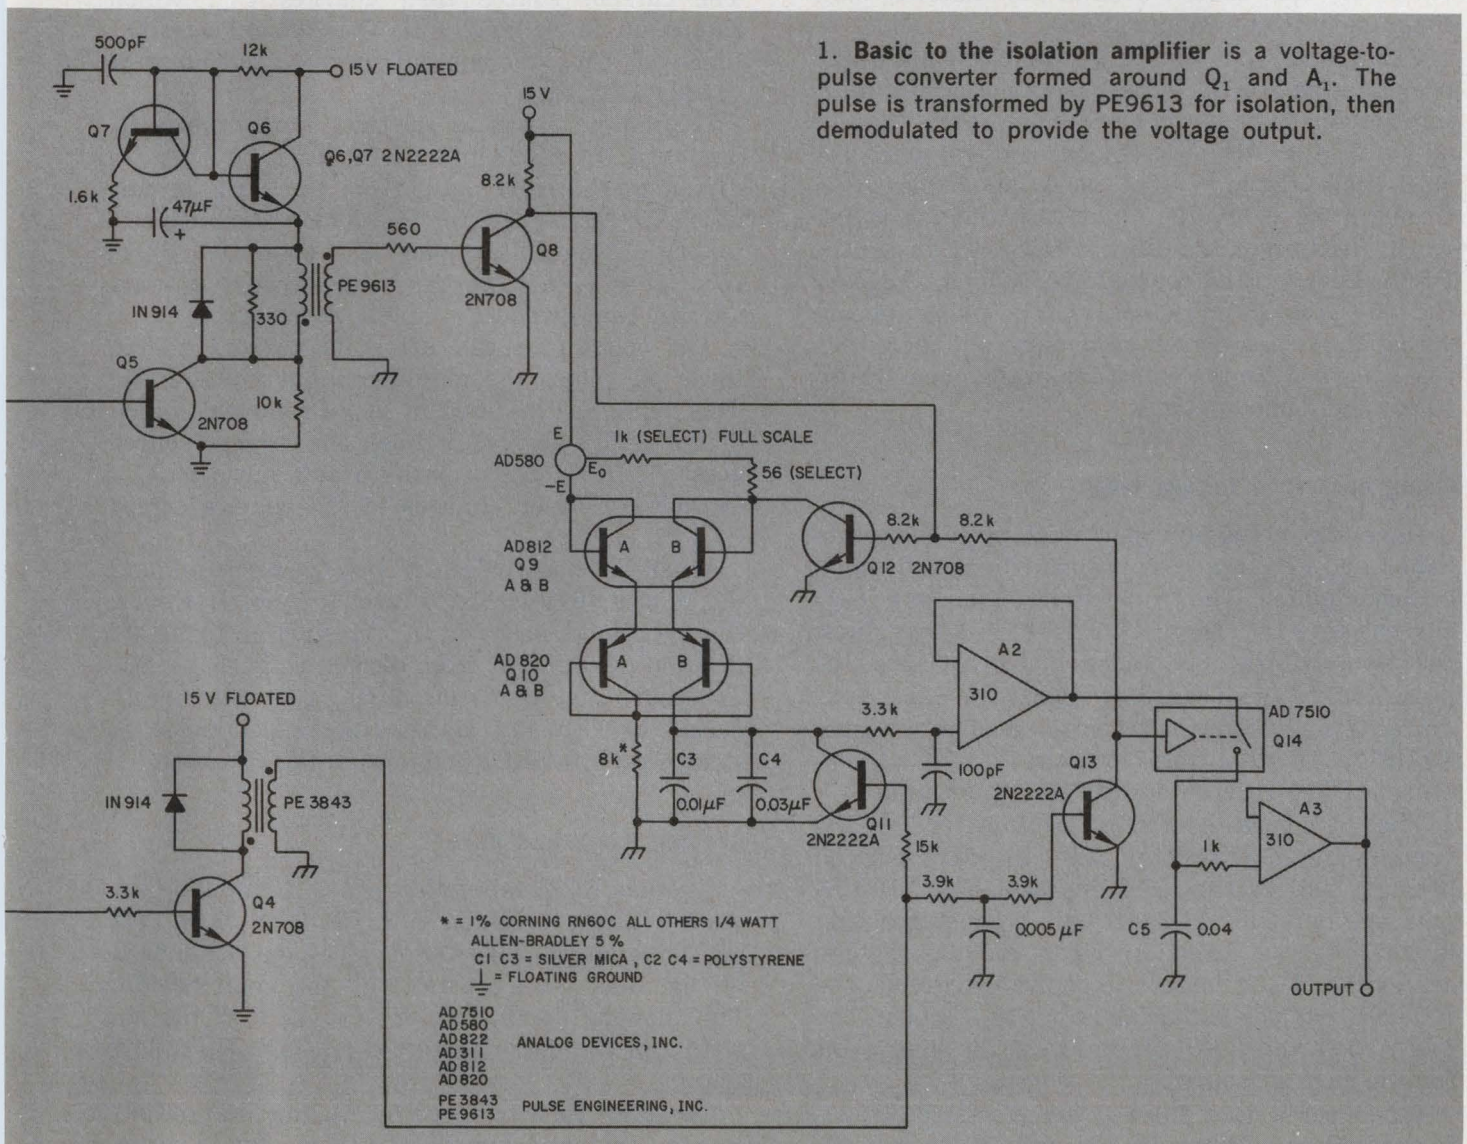 1. Basic to the isolation amplifier is a voltage-to-
pulse converter formed around Q1 and A1. The
pulse is transformed by PE9613 for isolation, then
demodulated to provide the voltage output.
500pF
12k
15 V FLOATED
Q7
Q6
Q6,Q7 2N2222A
1.6k
47µF
+
15 V
8.2k
560
Q8
2N708
PE9613
IN914
330
Q5
2N708
10k
E
1k (SELECT) FULL SCALE
AD580
Eo
-E
56 (SELECT)
AD812
Q9
A & B
A
B
8.2k
8.2k
Q12 2N708
AD 820
Q10
A & B
A
B
A2
310
3.3k
AD 7510
Q14
15 V FLOATED
8k*
C3
0.01µF
C4
0.03µF
100pF
Q13
2N2222A
Q11
2N2222A
IN914
PE 3843
A3
310
1k
15k
3.3k
Q4
2N708
3.9k
3.9k
0.005 µF
C5
0.04
OUTPUT
* = 1% CORNING RN60C ALL OTHERS 1/4 WATT
ALLEN-BRADLEY 5 %
C1 C3 = SILVER MICA , C2 C4 = POLYSTYRENE
= FLOATING GROUND
AD7510
AD580
AD822 ANALOG DEVICES, INC.
AD311
AD812
AD820
PE3843
PE9613 PULSE ENGINEERING, INC.